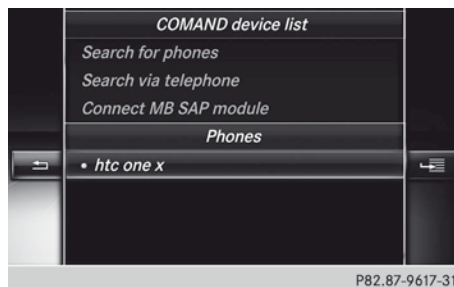 COMAND device list
Search for phones
Search via telephone
Connect MB SAP module
Phones
• htc one x
P82.87-9617-31